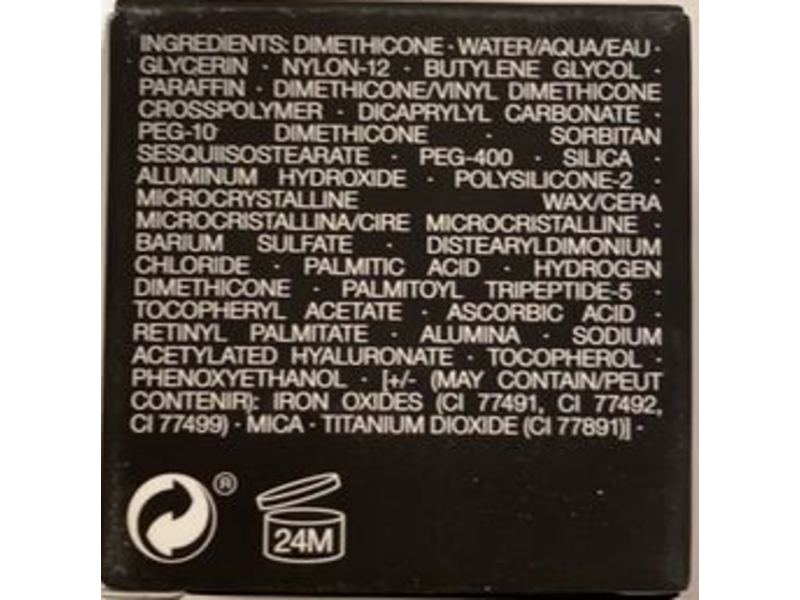 INGREDIENTS: DIMETHICONE · WATER/AQUA/EAU ·
GLYCERIN · NYLON-12 · BUTYLENE GLYCOL ·
PARAFFIN · DIMETHICONE/VINYL DIMETHICONE
CROSSPOLYMER · DICAPRYLYL CARBONATE ·
PEG-10 DIMETHICONE · SORBITAN
SESQUIISOSTEARATE · PEG-400 · SILICA ·
ALUMINUM HYDROXIDE · POLYSILICONE-2 ·
MICROCRYSTALLINE WAX/CERA
MICROCRISTALLINA/CIRE MICROCRISTALLINE ·
BARIUM SULFATE · DISTEARYLDIMONIUM
CHLORIDE · PALMITIC ACID · HYDROGEN
DIMETHICONE · PALMITOYL TRIPEPTIDE-5 ·
TOCOPHERYL ACETATE · ASCORBIC ACID ·
RETINYL PALMITATE · ALUMINA · SODIUM
ACETYLATED HYALURONATE · TOCOPHEROL ·
PHENOXYETHANOL · [+/- (MAY CONTAIN/PEUT
CONTENIR): IRON OXIDES (CI 77491, CI 77492,
CI 77499) · MICA · TITANIUM DIOXIDE (CI 77891)] ·
®
24M